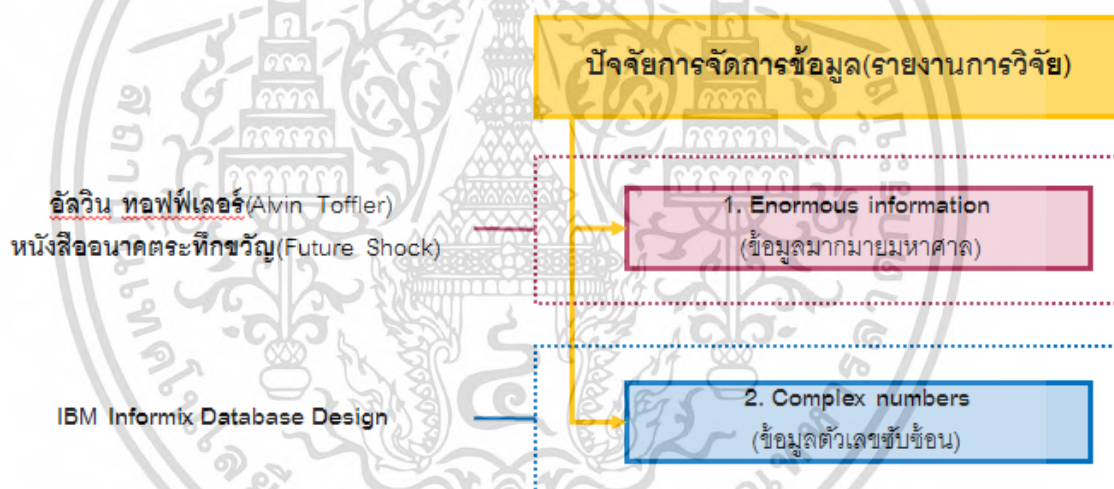 ปัจจัยการจัดการข้อมูล(รายงานการวิจัย)
อัลวิน ทอฟฟ์เลอร์(Alvin Toffler)
หนังสืออนาคตระทึกขวัญ(Future Shock)
1. Enormous information
(ข้อมูลมากมายมหาศาล)
IBM Informix Database Design
2. Complex numbers
(ข้อมูลตัวเลขซับซ้อน)